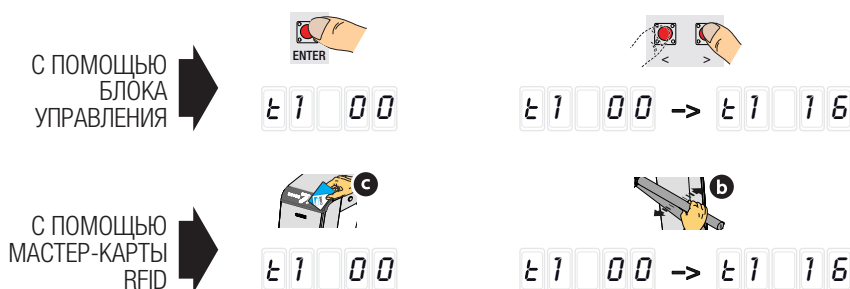 С ПОМОЩЬЮ
БЛОКА
УПРАВЛЕНИЯ
ENTER
< >
t1 00
t1 00 -> t1 16
С ПОМОЩЬЮ
МАСТЕР-КАРТЫ
RFID
c
b
t1 00
t1 00 -> t1 16